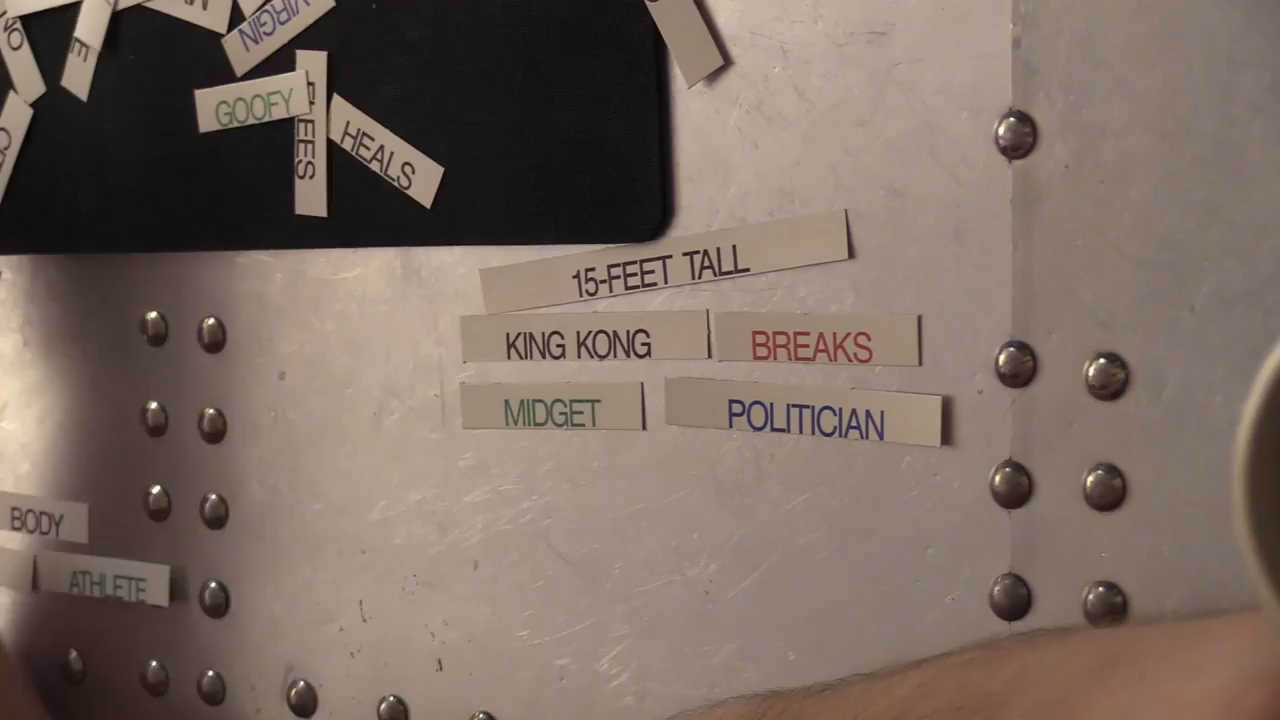 VIRGIN
GOOFY
HEALS
15-FEET TALL
KING KONG BREAKS
MIDGET POLITICIAN
BODY
ATHLETE